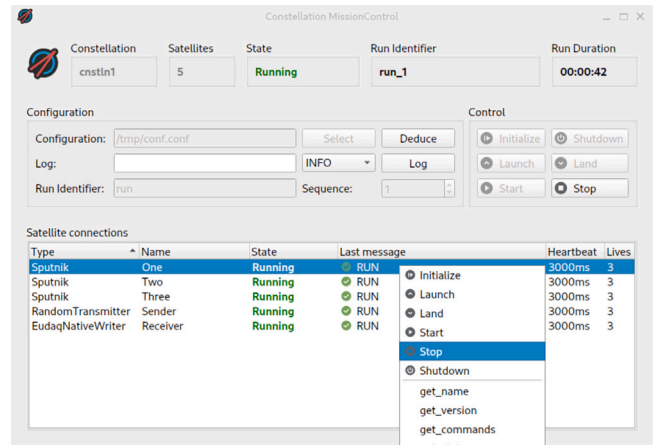 Constellation MissionControl
Constellation Satellites State Run Identifier Run Duration
cnstln1 5 Running run_1 00:00:42
Configuration Control
Configuration: /tmp/conf.conf Select Deduce Initialize Shutdown
Log: INFO Log Launch Land
Run Identifier: run Sequence: 1 Start Stop
Satellite connections
Type Name State Last message Heartbeat Lives
Sputnik One Running RUN 3000ms 3
Sputnik Two Running RUN 3000ms 3
Sputnik Three Running RUN 3000ms 3
RandomTransmitter Sender Running RUN 3000ms 3
EudaqNativeWriter Receiver Running RUN 3000ms 3
Initialize
Launch
Land
Start
Stop
Shutdown
get_name
get_version
get_commands